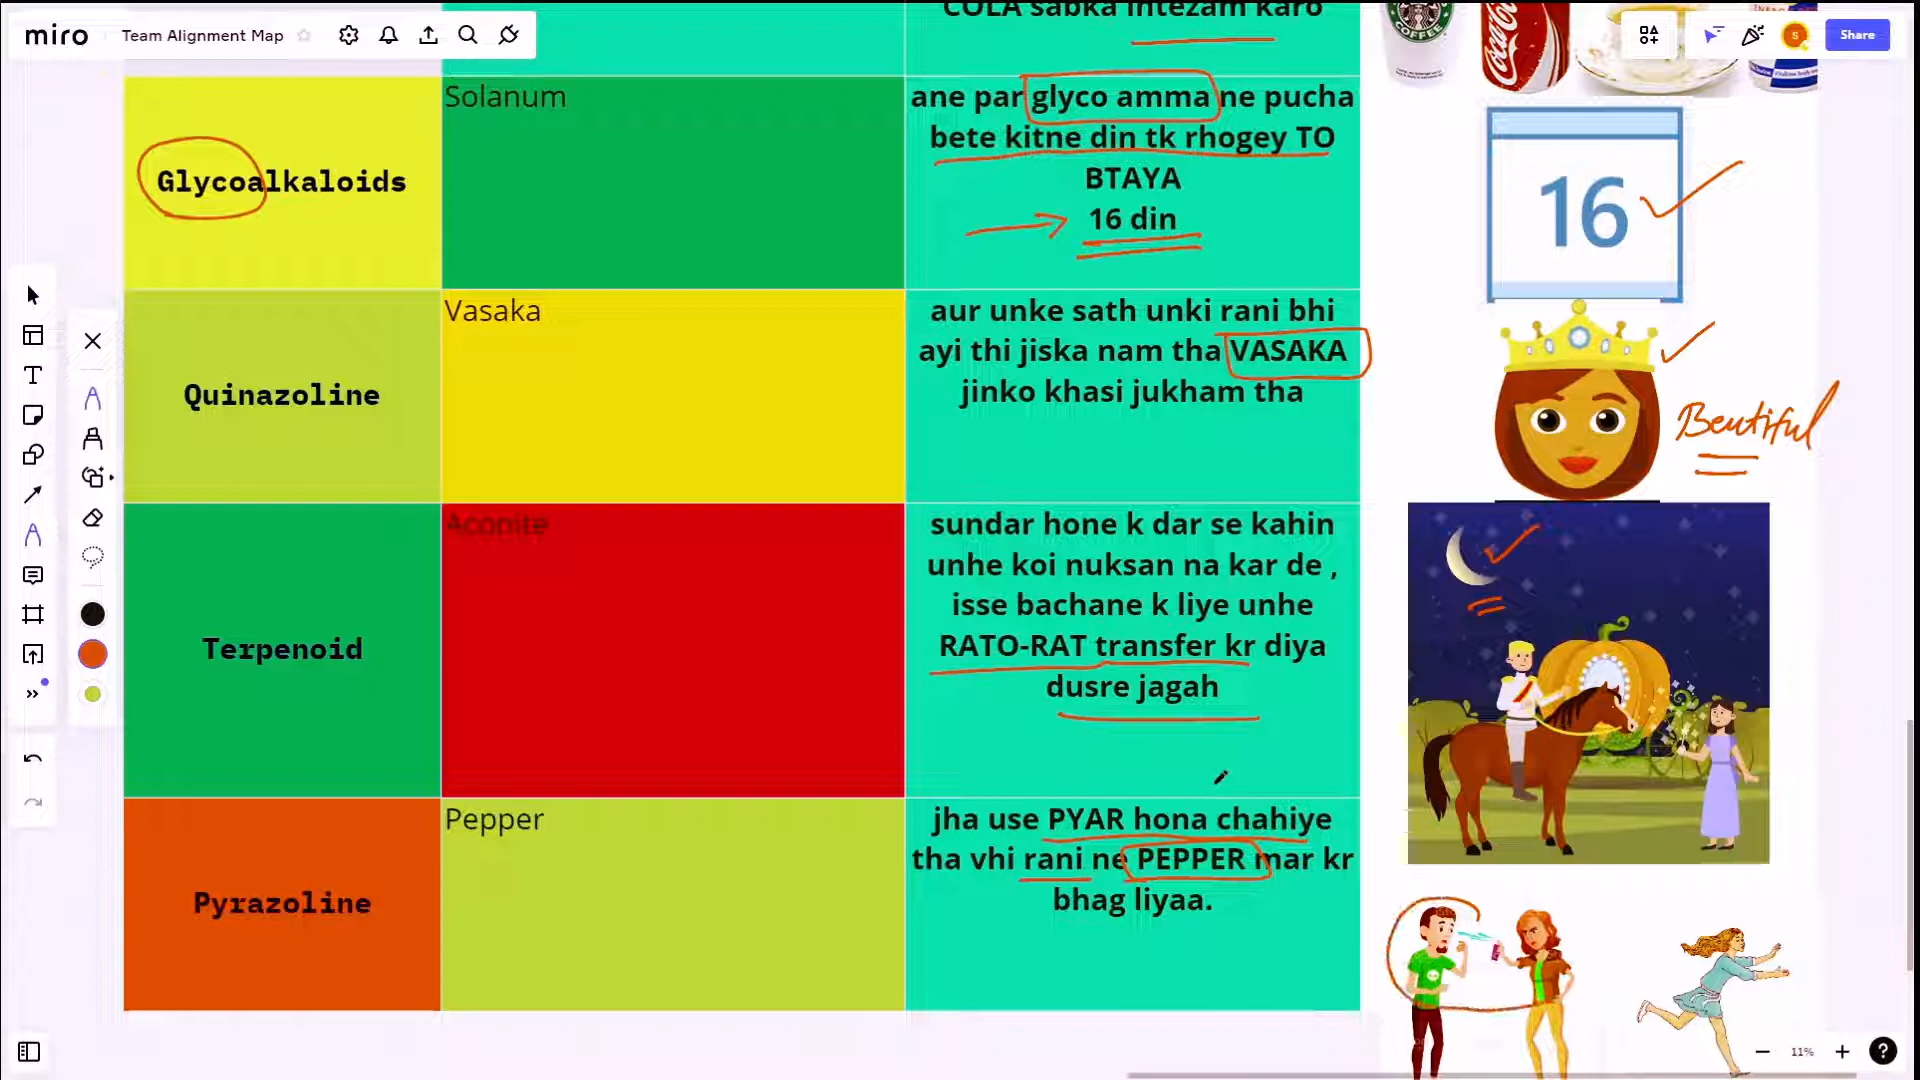 COLA sabka intezam karo
miro
Team Alignment Map
Share
S
COFFEE
Coca-Cola
Glycoalkaloids
Solanum
ane par glyco amma ne pucha
bete kitne din tk rhogey TO
BTAYA
16 din
16
Quinazoline
Vasaka
aur unke sath unki rani bhi
ayi thi jiska nam tha VASAKA
jinko khasi jukham tha
Beutiful
Terpenoid
Aconite
sundar hone k dar se kahin
unhe koi nuksan na kar de ,
isse bachane k liye unhe
RATO-RAT transfer kr diya
dusre jagah
Pyrazoline
Pepper
jha use PYAR hona chahiye
tha vhi rani ne PEPPER mar kr
bhag liyaa.
11%